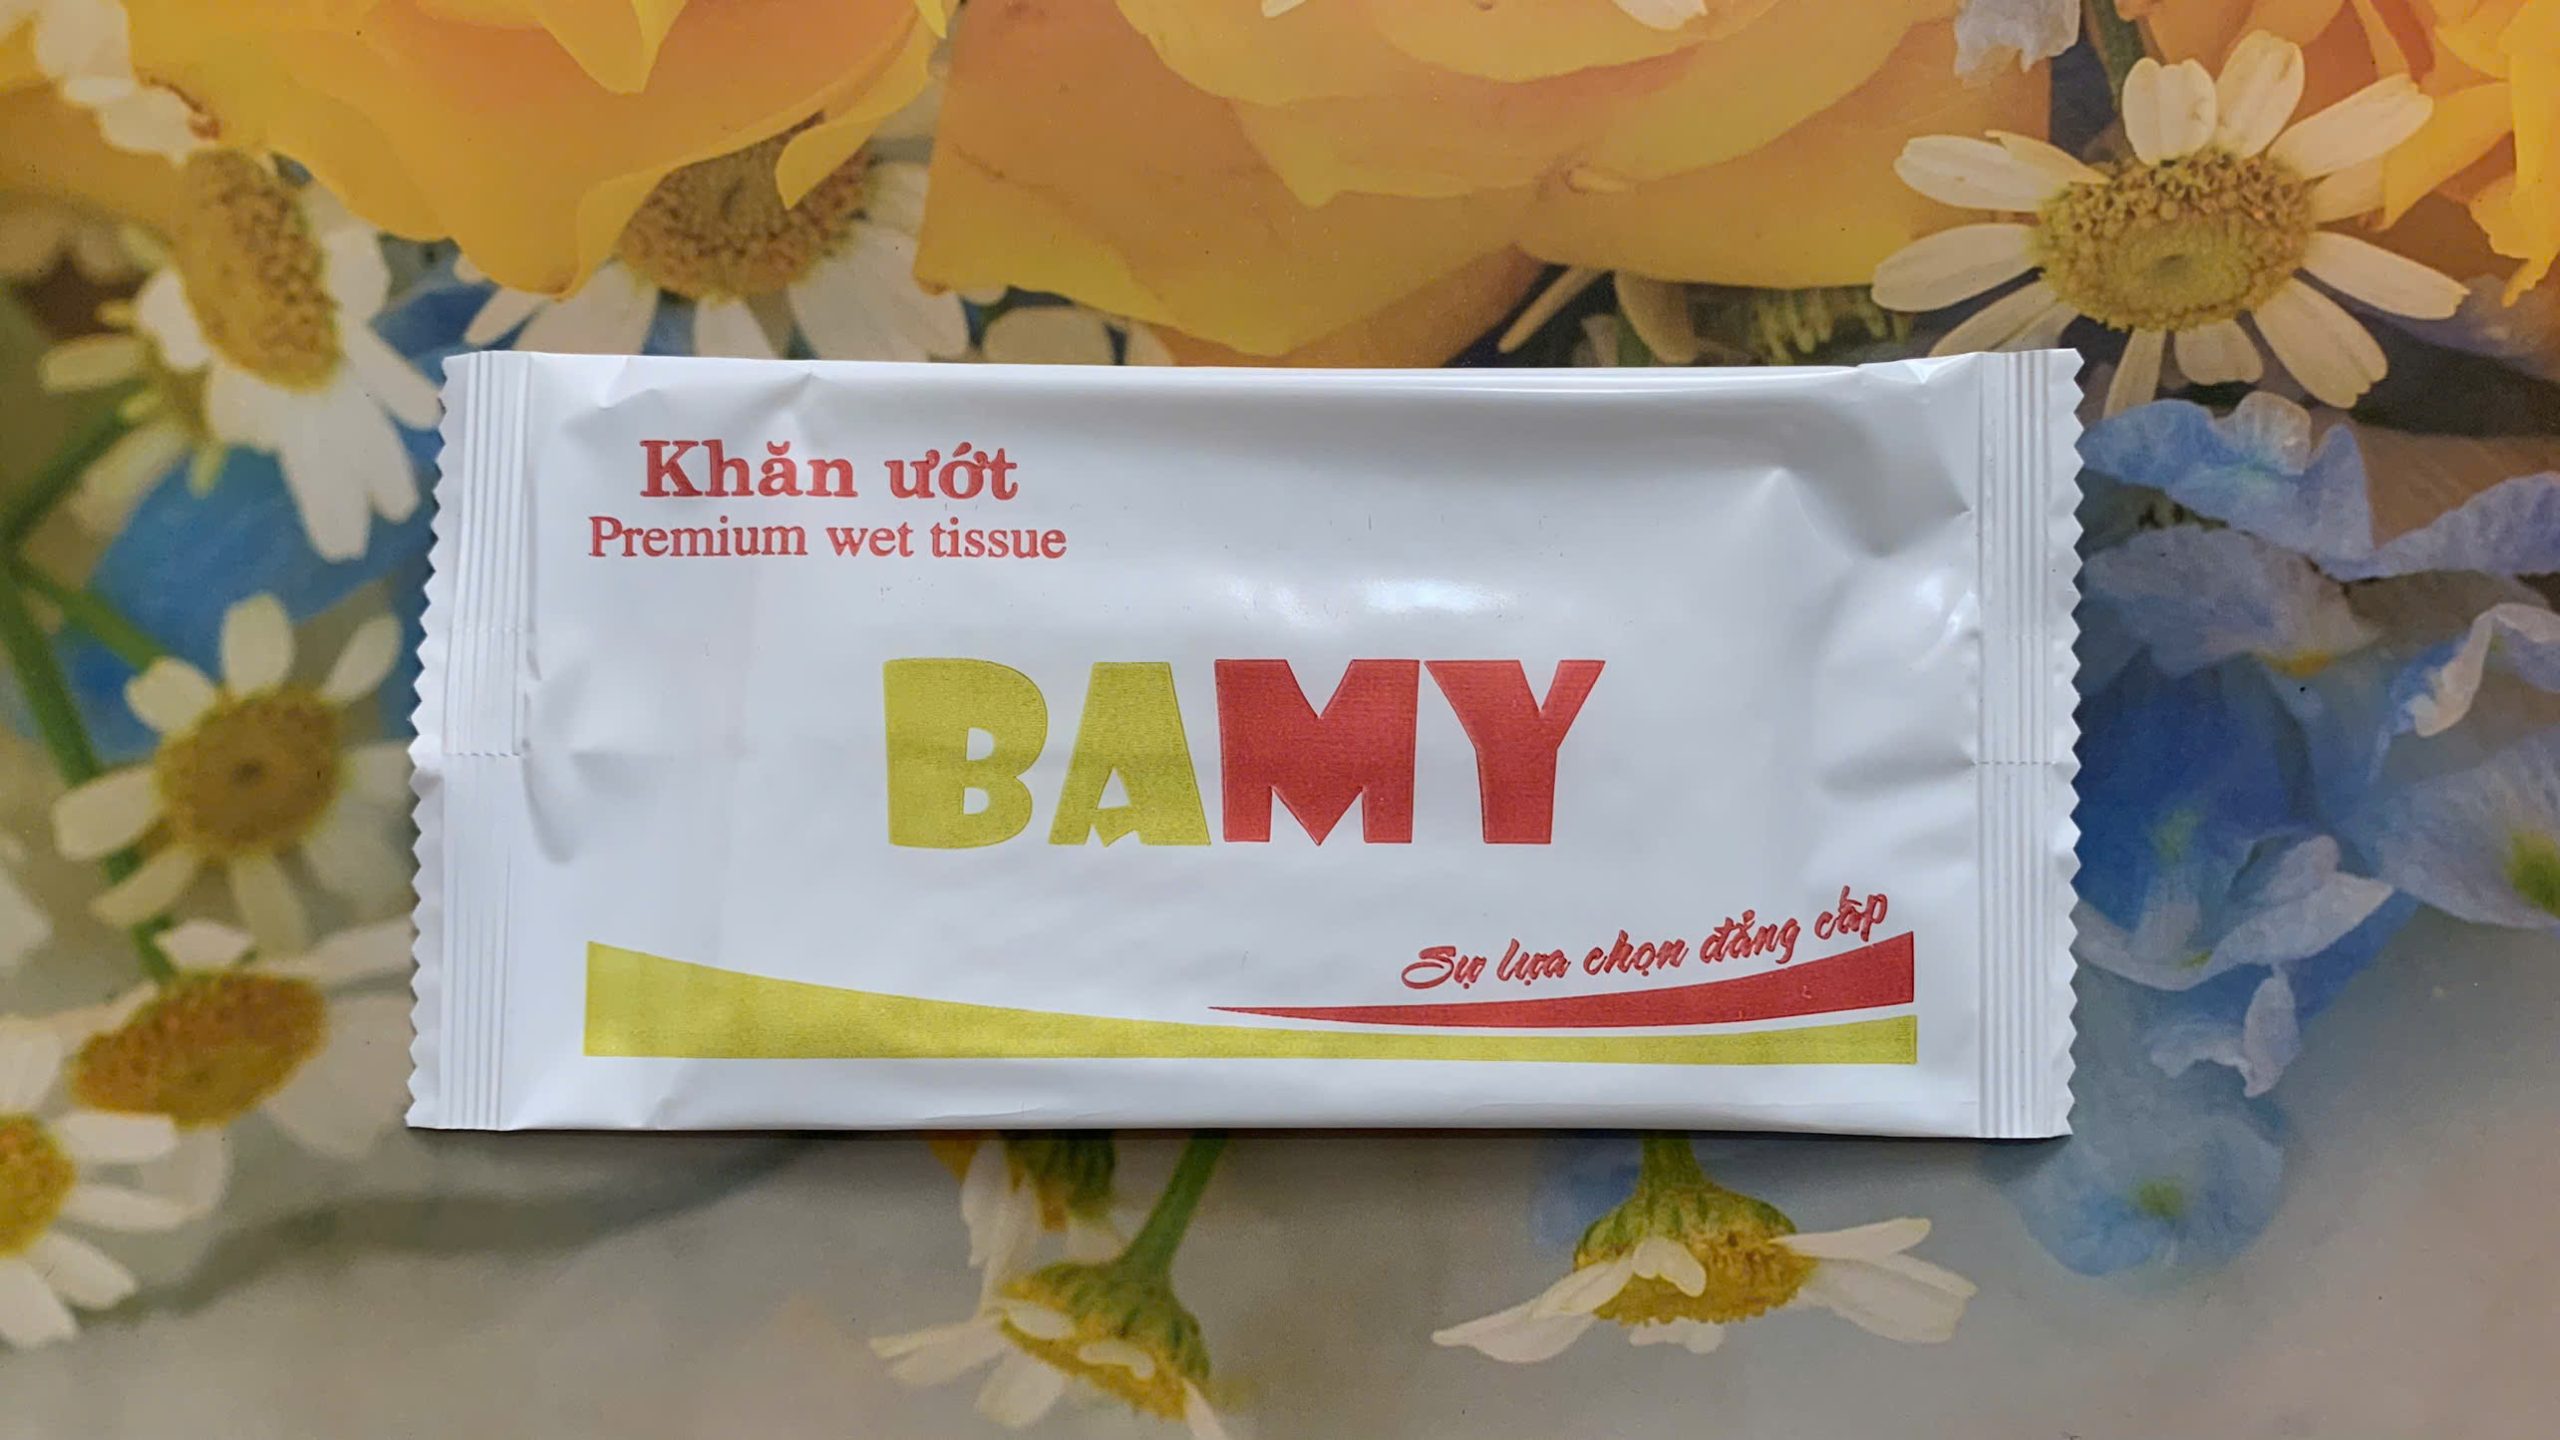 Khăn ướt
Premium wet tissue
BAMY
Sự lựa chọn đẳng cấp